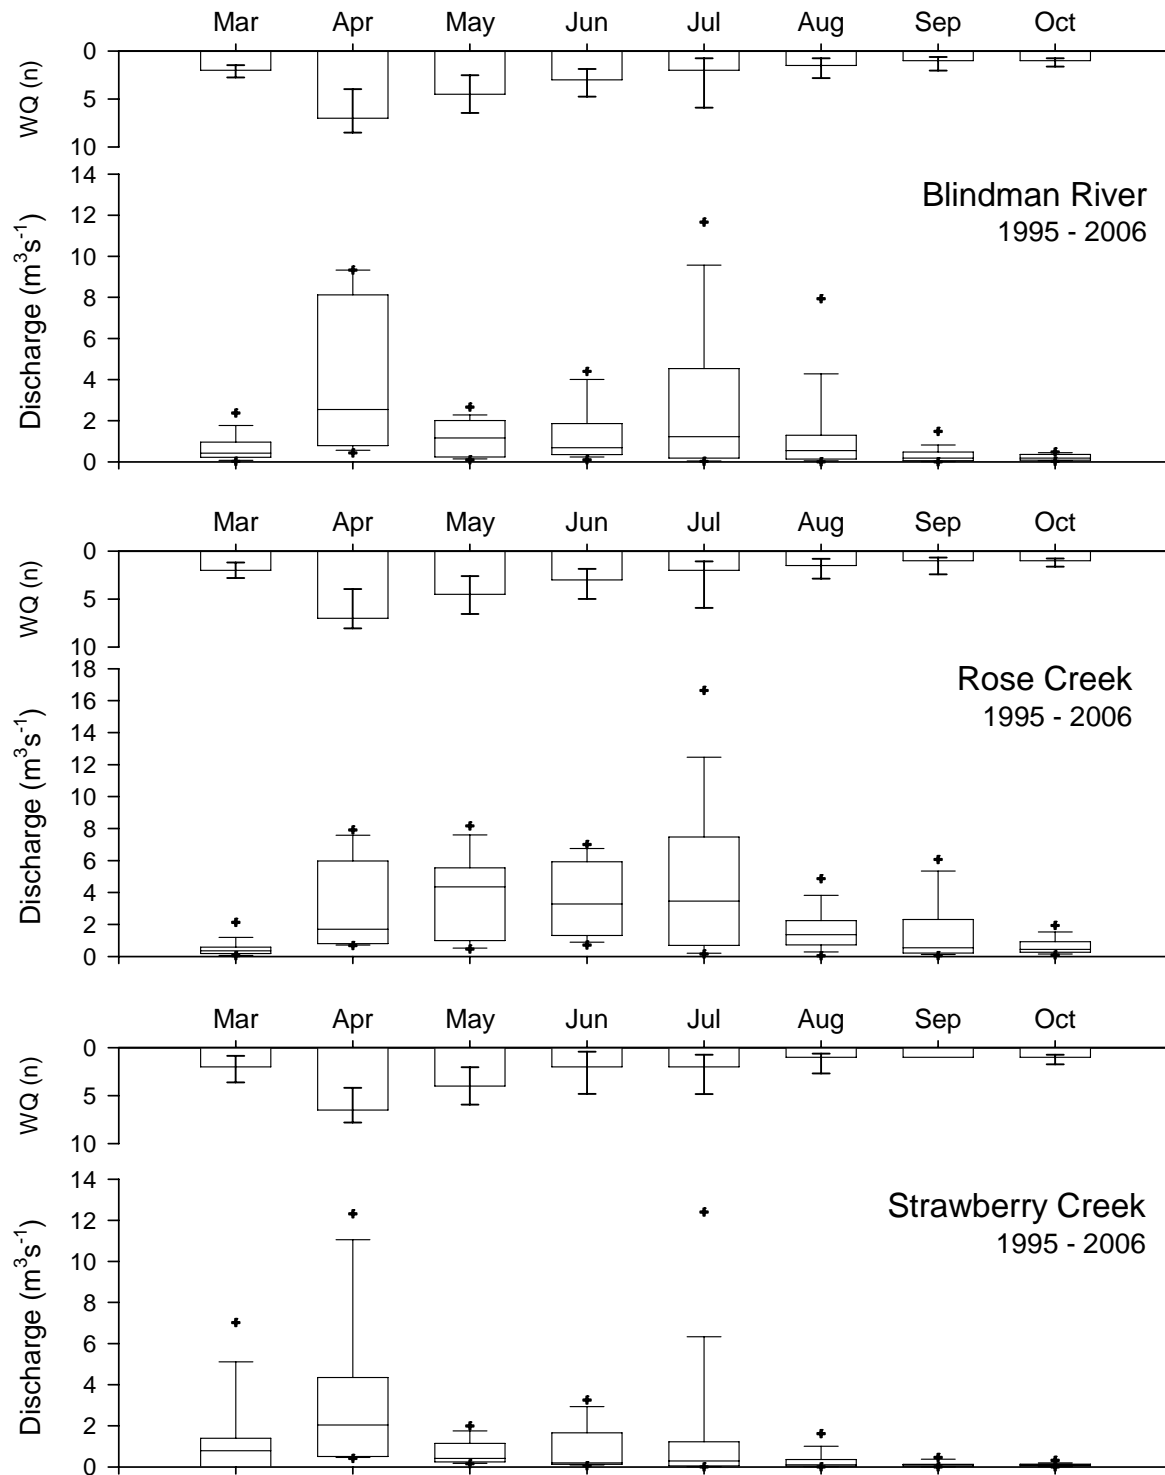 Mar Apr May Jun Jul Aug Sep Oct
WQ (n)
0
5
10
Discharge (m³s⁻¹)
14
12
10
8
6
4
2
0
Blindman River
1995 - 2006
Mar Apr May Jun Jul Aug Sep Oct
WQ (n)
0
5
10
Discharge (m³s⁻¹)
18
16
14
12
10
8
6
4
2
0
Rose Creek
1995 - 2006
Mar Apr May Jun Jul Aug Sep Oct
WQ (n)
0
5
10
Discharge (m³s⁻¹)
14
12
10
8
6
4
2
0
Strawberry Creek
1995 - 2006